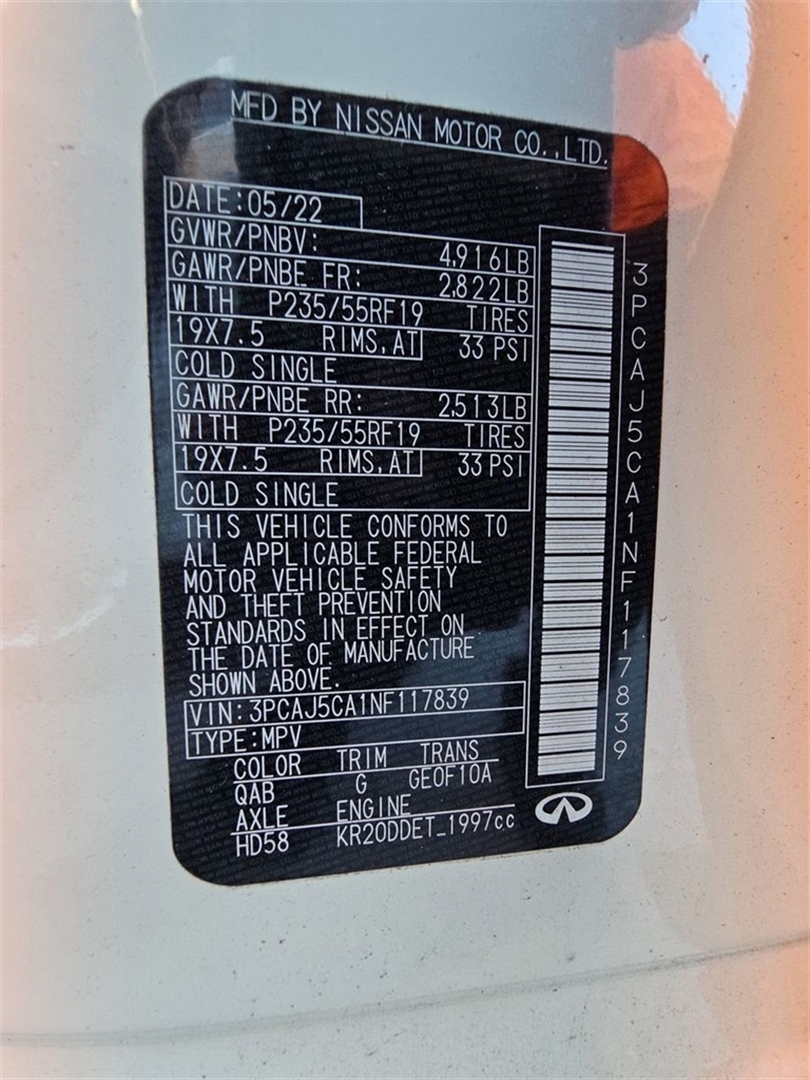 MFD BY NISSAN MOTOR CO.,LTD.
DATE:05/22
GVWR/PNBV: 4,916LB
GAWR/PNBE FR: 2,822LB
WITH P235/55RF19 TIRES
19X7.5 RIMS,AT 33 PSI
COLD SINGLE
GAWR/PNBE RR: 2,513LB
WITH P235/55RF19 TIRES
19X7.5 RIMS,AT 33 PSI
COLD SINGLE
THIS VEHICLE CONFORMS TO
ALL APPLICABLE FEDERAL
MOTOR VEHICLE SAFETY
AND THEFT PREVENTION
STANDARDS IN EFFECT ON
THE DATE OF MANUFACTURE
SHOWN ABOVE.
VIN:3PCAJ5CA1NF117839
TYPE:MPV
COLOR TRIM TRANS
QAB G GE0F10A
AXLE ENGINE
HD58 KR20DDET_1997cc
3PCAJ5CA1NF117839